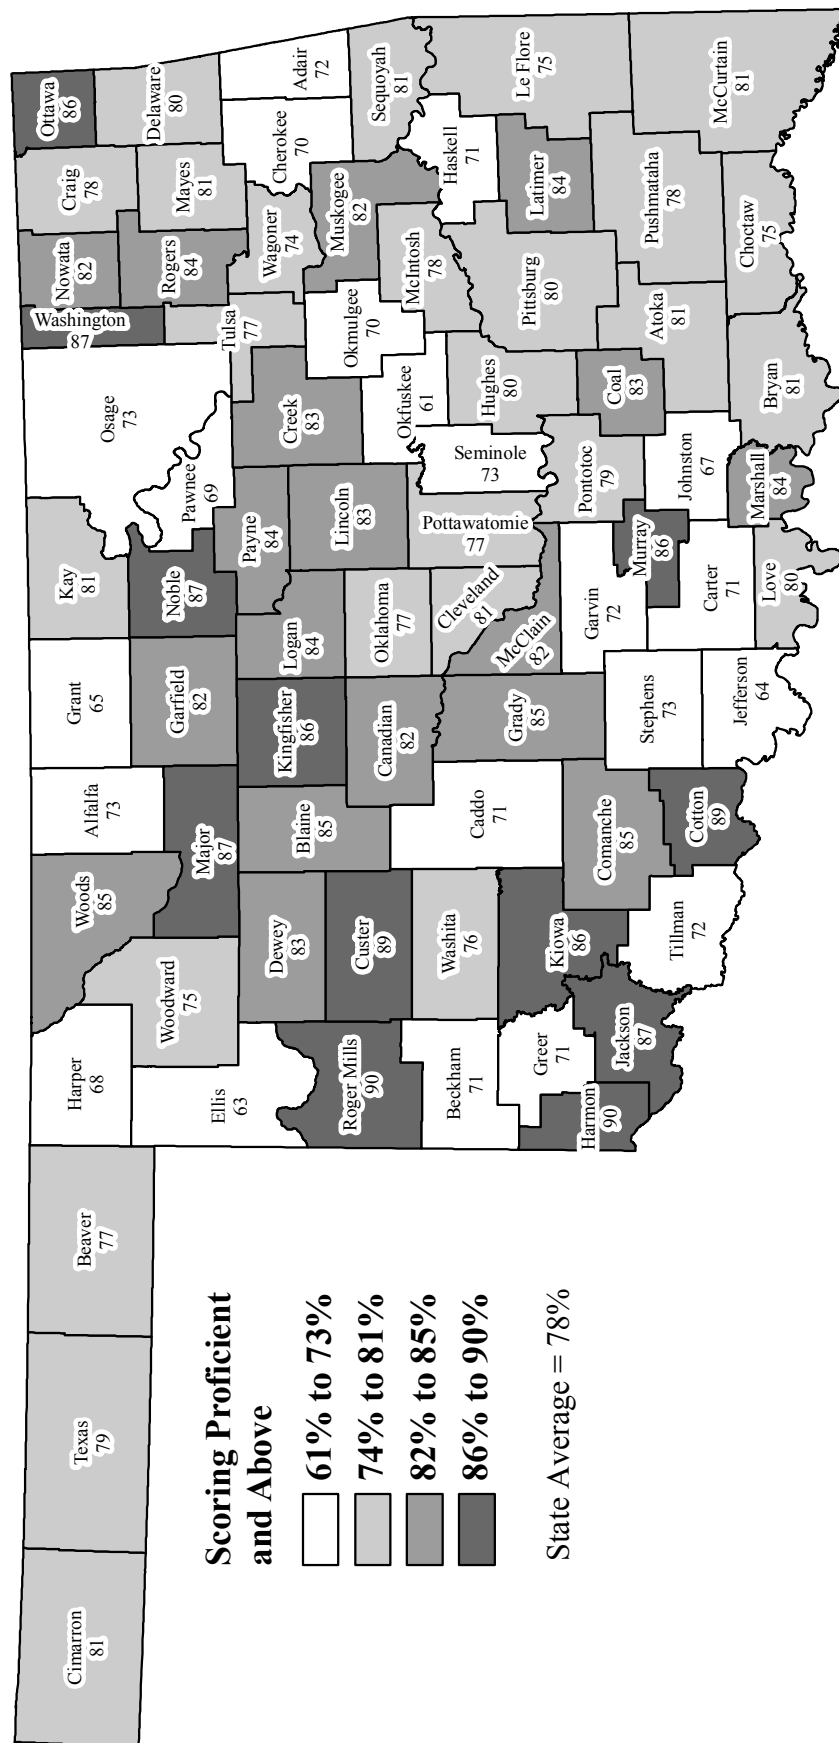 Cimarron
81
Texas
79
Beaver
77
Harper
68
Ellis
63
Woods
85
Woodward
75
Alfalfa
73
Major
87
Grant
65
Garfield
82
Kay
81
Noble
87
Osage
73
Pawnee
69
Washington
87
Nowata
82
Craig
78
Ottawa
86
Rogers
84
Mayes
81
Delaware
80
Tulsa
77
Wagoner
74
Cherokee
70
Adair
72
Roger Mills
90
Dewey
83
Custer
89
Blaine
85
Kingfisher
86
Canadian
82
Logan
84
Oklahoma
77
Payne
84
Lincoln
83
Creek
83
Okmulgee
70
Okfuskee
61
Muskogee
82
McIntosh
78
Sequoyah
81
Haskell
71
Beckham
71
Washita
76
Caddo
71
Grady
85
Cleveland
81
McClain
82
Pottawatomie
77
Seminole
73
Hughes
80
Pittsburg
80
Latimer
84
Le Flore
75
Greer
71
Harmon
90
Jackson
87
Kiowa
86
Tillman
72
Comanche
85
Cotton
89
Stephens
73
Jefferson
64
Garvin
72
Murray
86
Carter
71
Love
80
Pontotoc
79
Johnston
67
Marshall
84
Coal
83
Atoka
81
Bryan
81
Pushmataha
78
Choctaw
75
McCurtain
81
Scoring Proficient
and Above
61% to 73%
74% to 81%
82% to 85%
86% to 90%
State Average = 78%